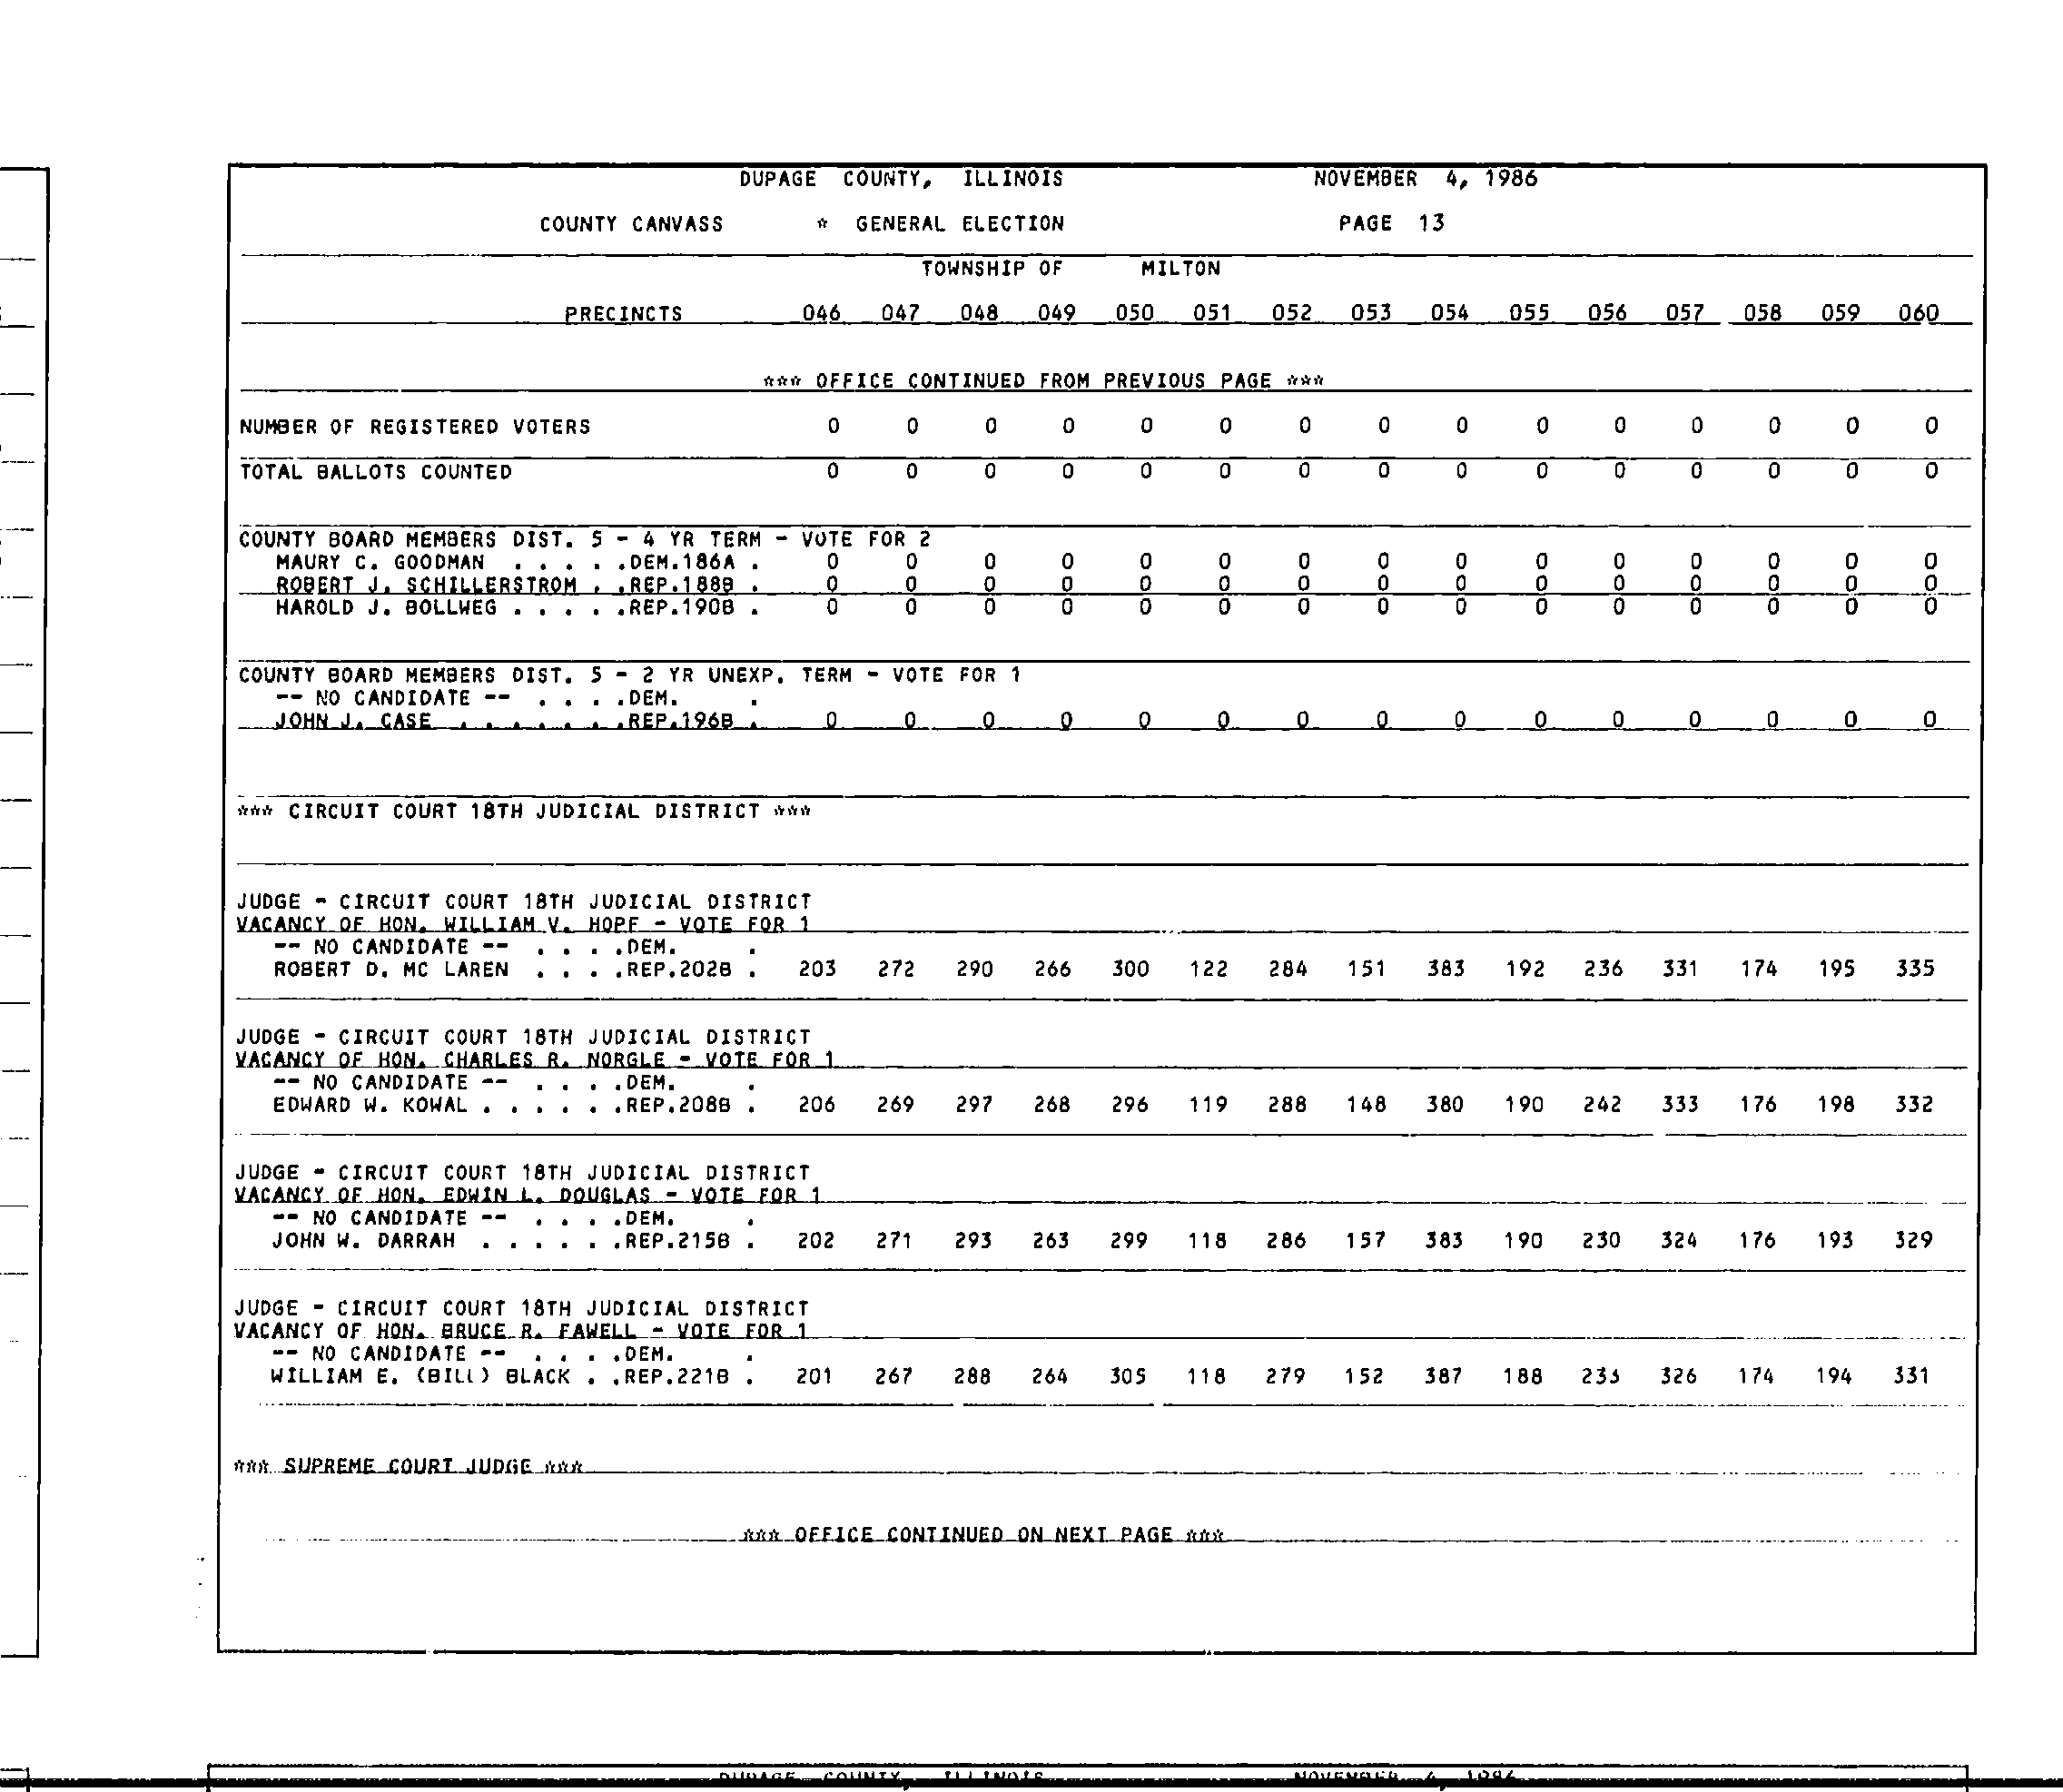 DUPAGE COUNTY, ILLINOIS NOVEMBER 4, 1986
COUNTY CANVASS * GENERAL ELECTION PAGE 13
TOWNSHIP OF MILTON
PRECINCTS 046 047 048 049 050 051 052 053 054 055 056 057 058 059 060
*** OFFICE CONTINUED FROM PREVIOUS PAGE ***
NUMBER OF REGISTERED VOTERS 0 0 0 0 0 0 0 0 0 0 0 0 0 0 0
TOTAL BALLOTS COUNTED 0 0 0 0 0 0 0 0 0 0 0 0 0 0 0
COUNTY BOARD MEMBERS DIST. 5 - 4 YR TERM - VOTE FOR 2
MAURY C. GOODMAN . . . . .DEM.186A . 0 0 0 0 0 0 0 0 0 0 0 0 0 0 0
ROBERT J. SCHILLERSTROM . .REP.188B . 0 0 0 0 0 0 0 0 0 0 0 0 0 0 0
HAROLD J. BOLLWEG . . . . .REP.190B . 0 0 0 0 0 0 0 0 0 0 0 0 0 0 0
COUNTY BOARD MEMBERS DIST. 5 - 2 YR UNEXP. TERM - VOTE FOR 1
-- NO CANDIDATE -- . . . .DEM. .
JOHN J. CASE . . . . . . .REP.196B . 0 0 0 0 0 0 0 0 0 0 0 0 0 0 0
*** CIRCUIT COURT 18TH JUDICIAL DISTRICT ***
JUDGE - CIRCUIT COURT 18TH JUDICIAL DISTRICT
VACANCY OF HON. WILLIAM V. HOPF - VOTE FOR 1
-- NO CANDIDATE -- . . . .DEM. .
ROBERT D. MC LAREN . . . .REP.202B . 203 272 290 266 300 122 284 151 383 192 236 331 174 195 335
JUDGE - CIRCUIT COURT 18TH JUDICIAL DISTRICT
VACANCY OF HON. CHARLES R. NORGLE - VOTE FOR 1
-- NO CANDIDATE -- . . . .DEM. .
EDWARD W. KOWAL . . . . . .REP.208B . 206 269 297 268 296 119 288 148 380 190 242 333 176 198 332
JUDGE - CIRCUIT COURT 18TH JUDICIAL DISTRICT
VACANCY OF HON. EDWIN L. DOUGLAS - VOTE FOR 1
-- NO CANDIDATE -- . . . .DEM. .
JOHN W. DARRAH . . . . . .REP.215B . 202 271 293 263 299 118 286 157 383 190 230 324 176 193 329
JUDGE - CIRCUIT COURT 18TH JUDICIAL DISTRICT
VACANCY OF HON. BRUCE R. FAWELL - VOTE FOR 1
-- NO CANDIDATE -- . . . .DEM. .
WILLIAM E. (BILL) BLACK . .REP.221B . 201 267 288 264 305 118 279 152 387 188 233 326 174 194 331
*** SUPREME COURT JUDGE ***
*** OFFICE CONTINUED ON NEXT PAGE ***
DUPAGE COUNTY, ILLINOIS NOVEMBER 4, 1986